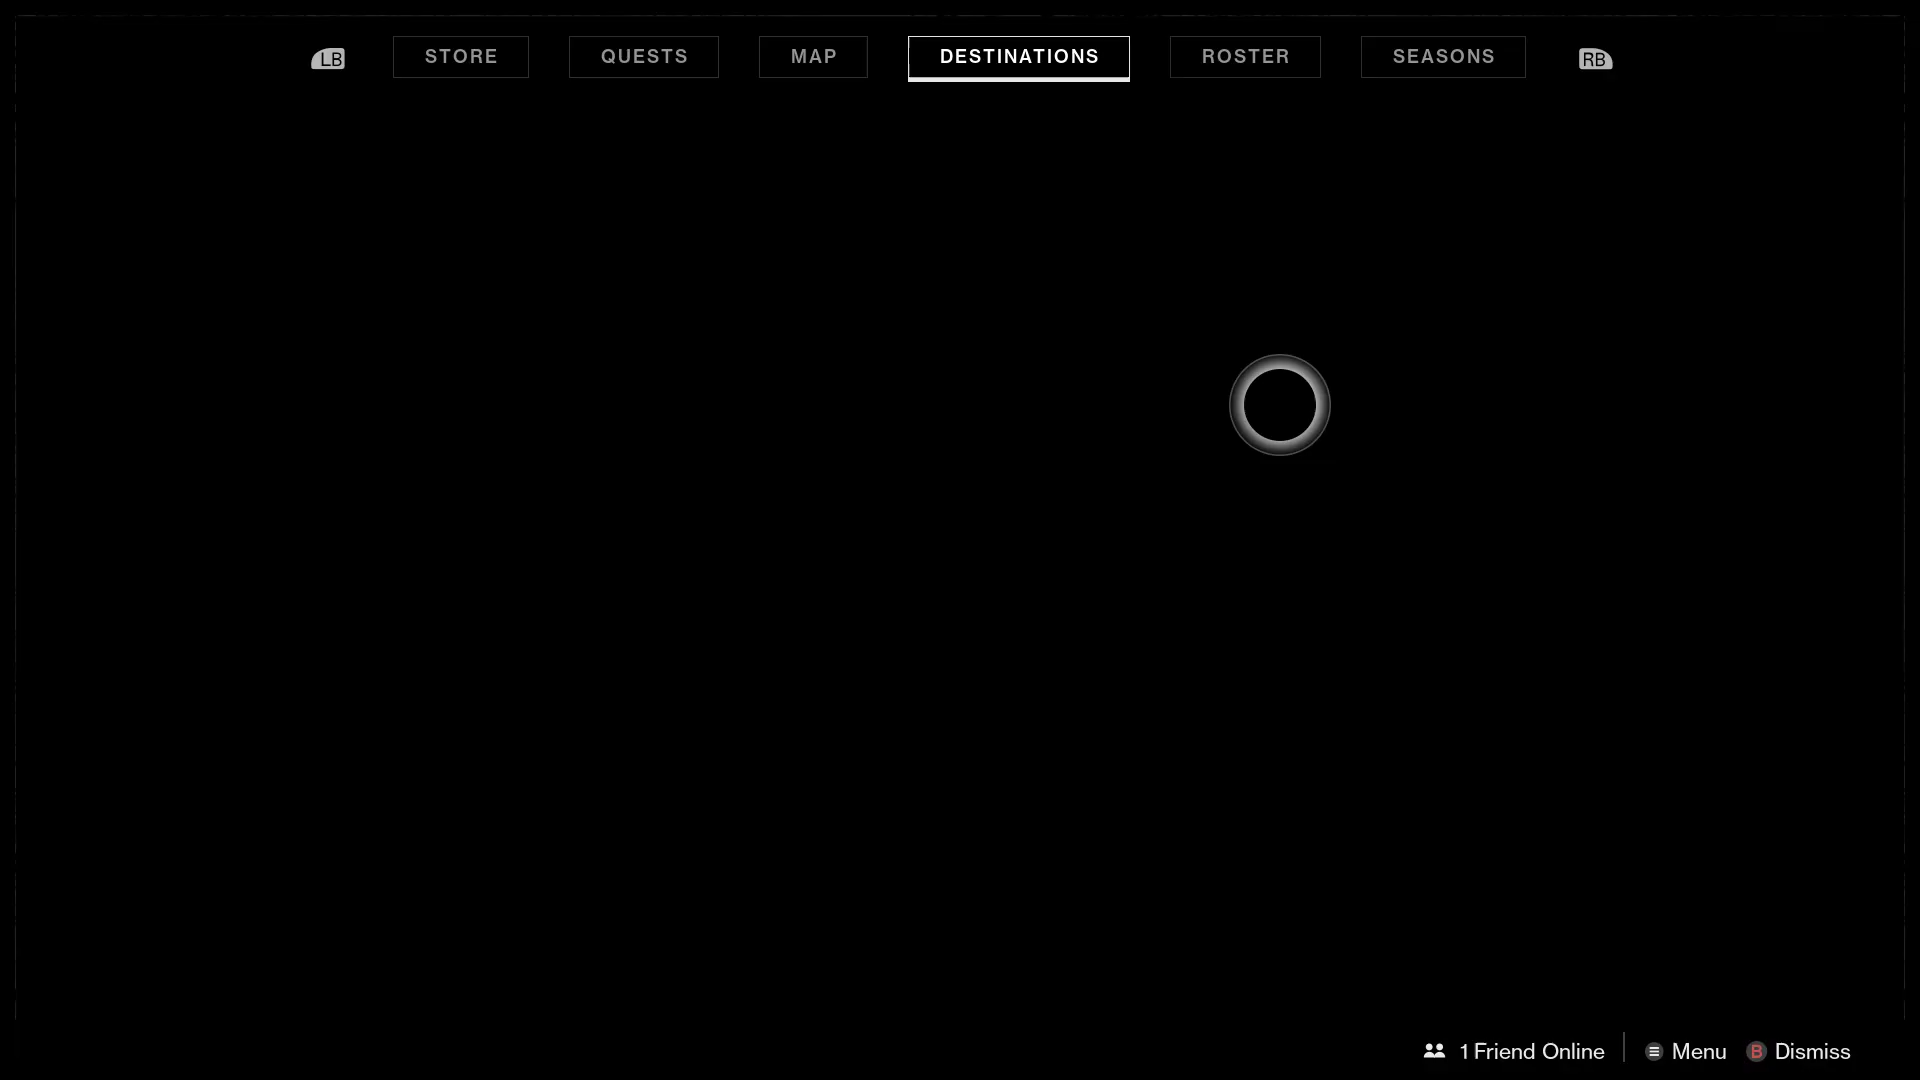 LB STORE QUESTS MAP DESTINATIONS ROSTER SEASONS RB
1 Friend Online Menu B Dismiss